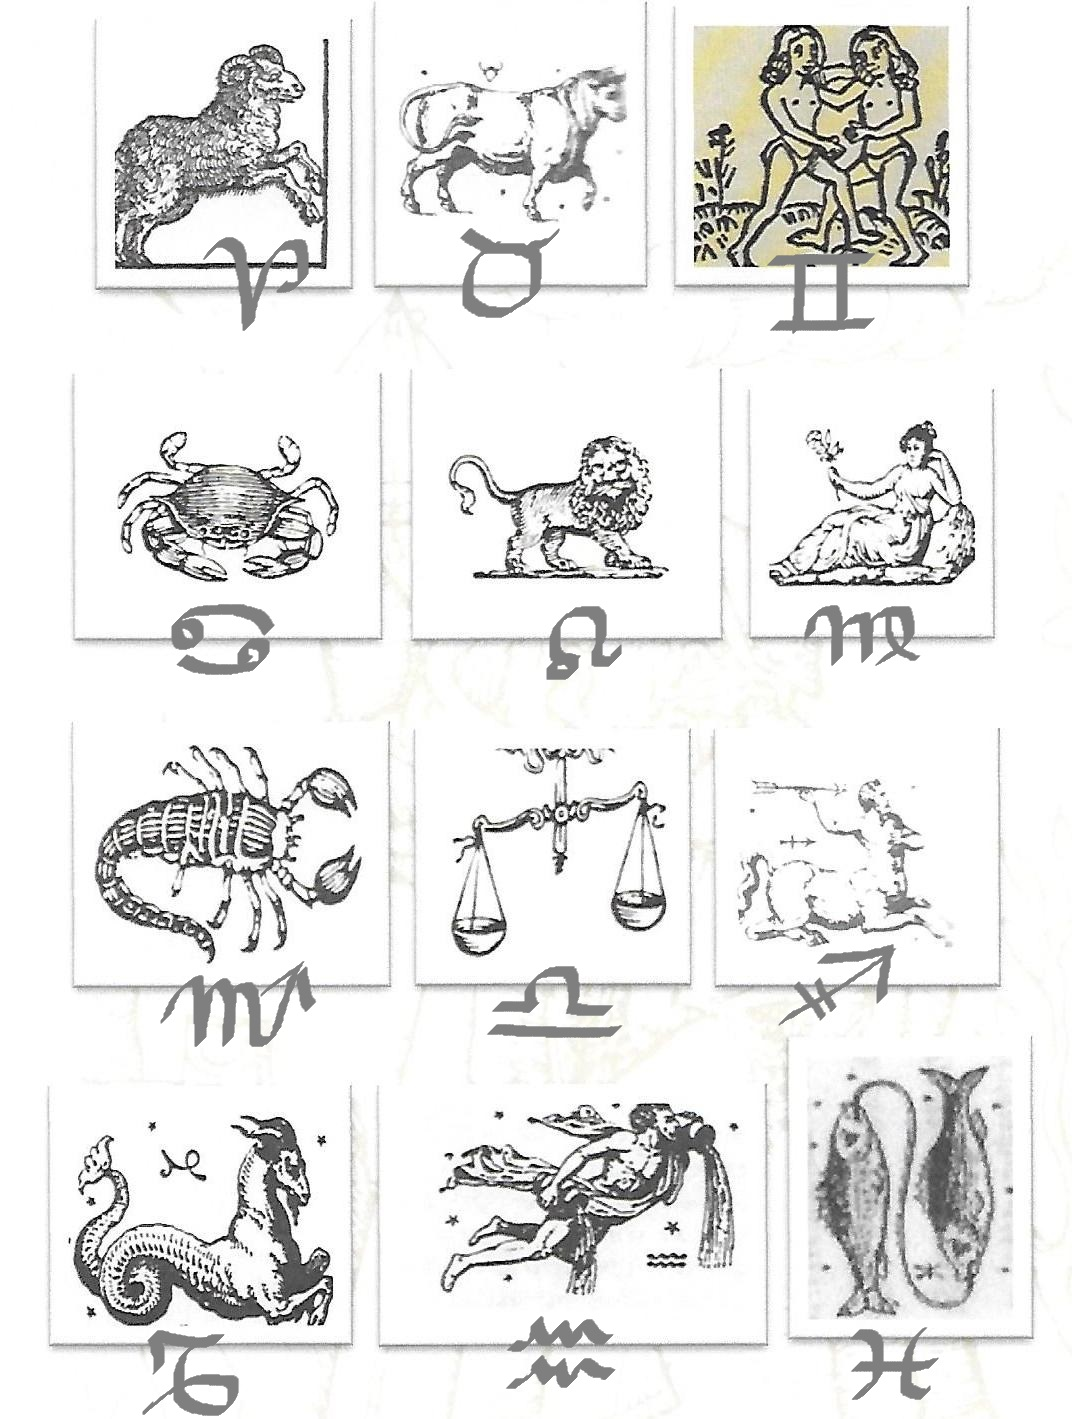 ♈ ♉ ♊
♋ ♌ ♍
♏ ♎ ♐
♑ ♒ ♓